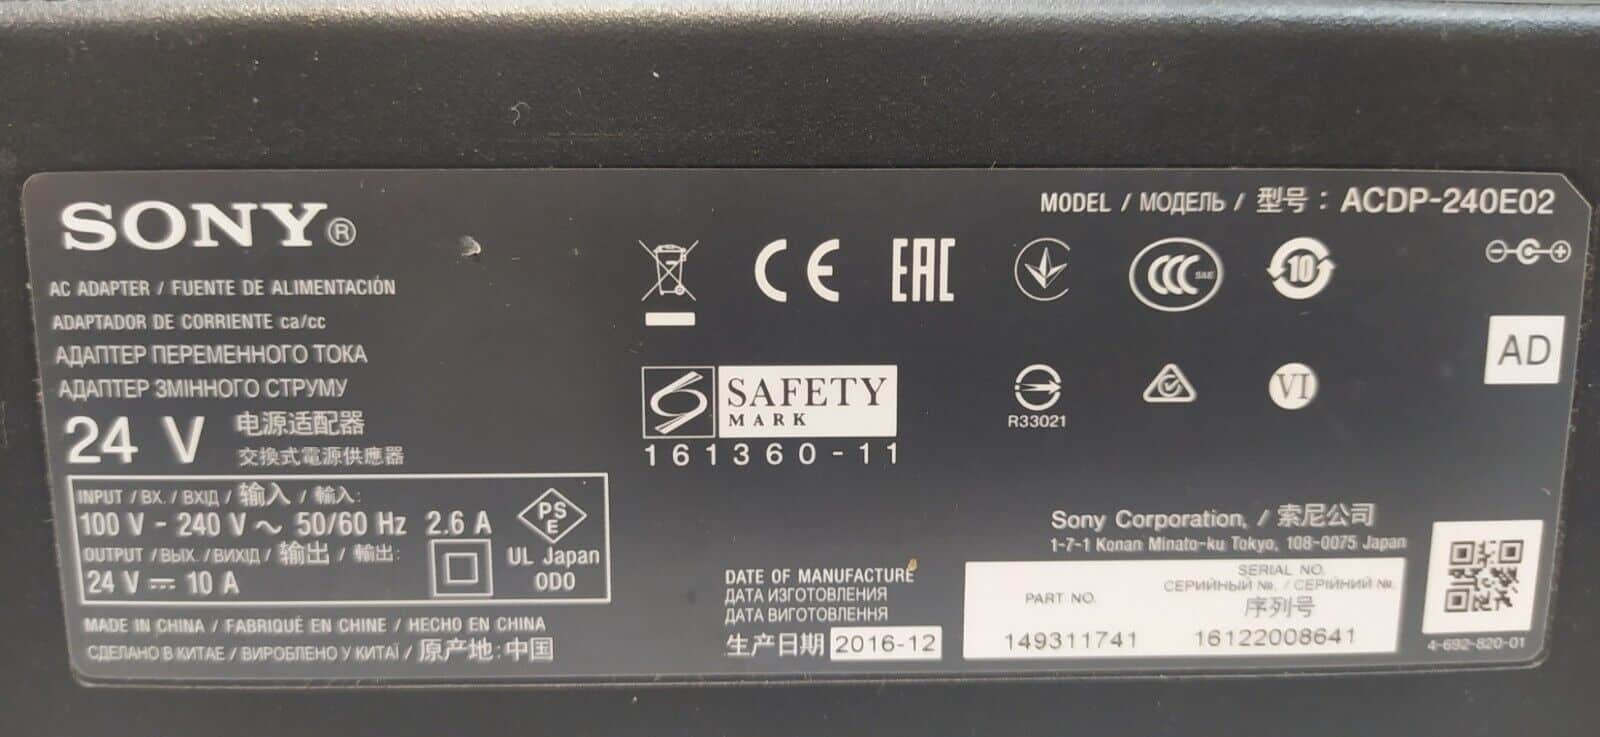 SONY®
AC ADAPTER / FUENTE DE ALIMENTACIÓN
ADAPTADOR DE CORRIENTE ca/cc
АДАПТЕР ПЕРЕМЕННОГО ТОКА
АДАПТЕР ЗМІННОГО СТРУМУ
24 V 电源适配器
交換式電源供應器
INPUT / ВХ. / ВХІД / 输入 / 輸入:
100 V - 240 V ~ 50/60 Hz 2.6 A
OUTPUT / ВЫХ. / ВИХІД / 输出 / 輸出:
24 V ⎓ 10 A
PS
E
UL Japan
ODO
MADE IN CHINA / FABRIQUÉ EN CHINE / HECHO EN CHINA
СДЕЛАНО В КИТАЕ / ВИРОБЛЕНО У КИТАЇ / 原产地:中国
CE EAC
CCC S&E
10
SAFETY
MARK
161360-11
R33021
VI
DATE OF MANUFACTURE
ДАТА ИЗГОТОВЛЕНИЯ
ДАТА ВИГОТОВЛЕННЯ
生产日期 2016-12
MODEL / МОДЕЛЬ / 型号 : ACDP-240E02
AD
Sony Corporation, / 索尼公司
1-7-1 Konan Minato-ku Tokyo, 108-0075 Japan
PART NO.
149311741
SERIAL NO.
СЕРИЙНЫЙ №. / СЕРІЙНИЙ №.
序列号
16122008641
4-692-820-01